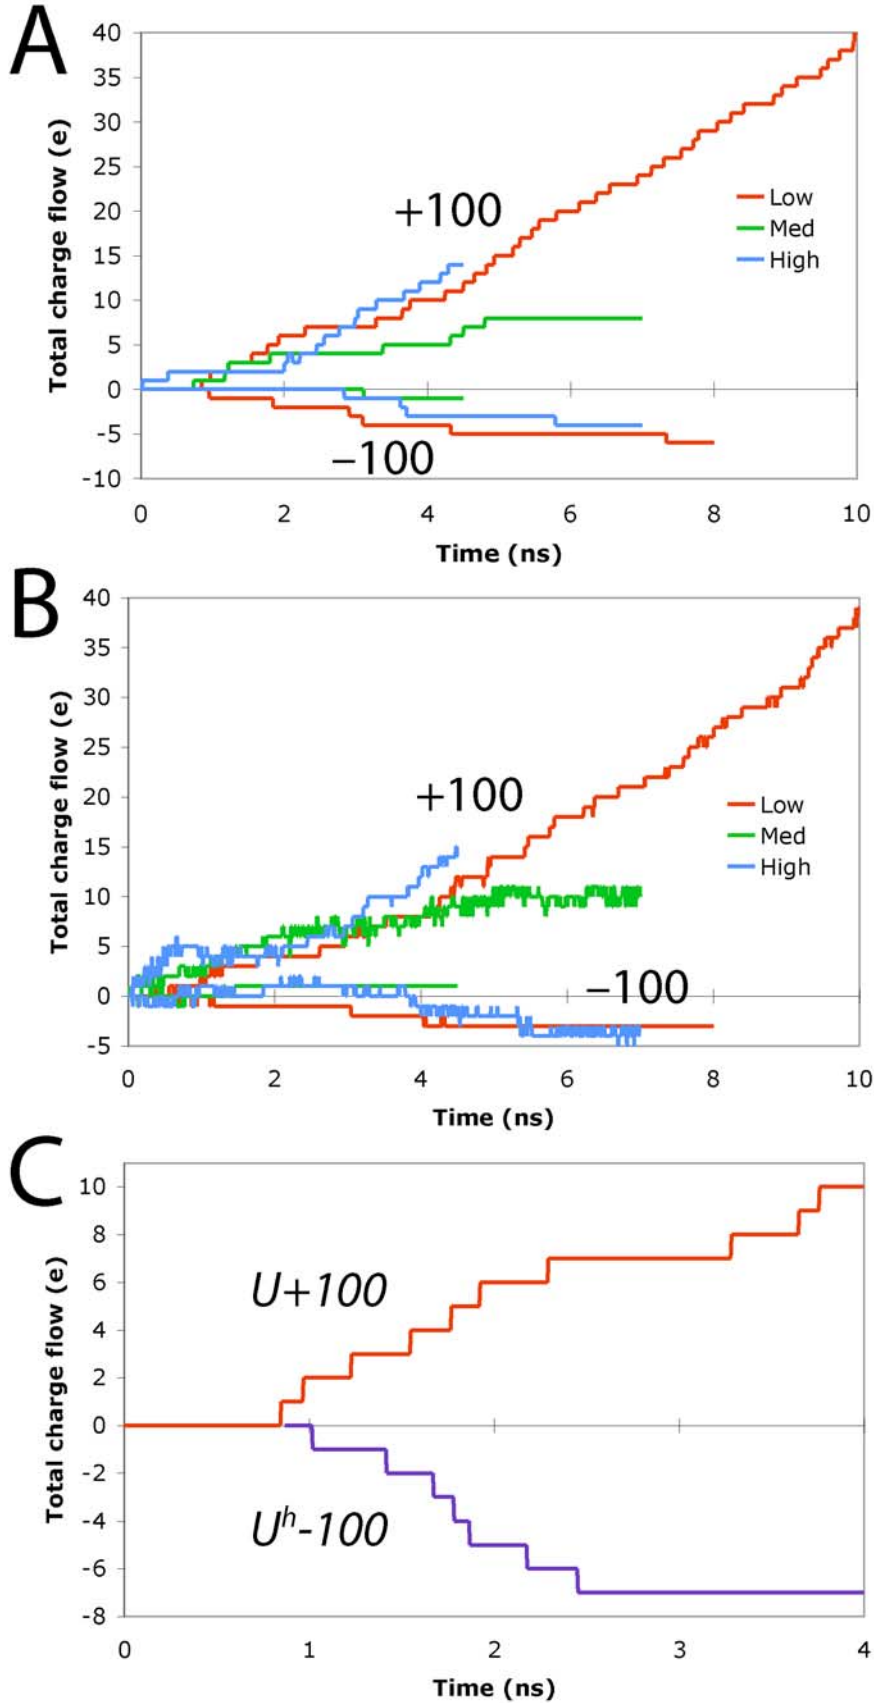 A
40
35
30
25
20
15
10
5
0
-5
-10
Total charge flow (e)
+100
−100
Low
Med
High
0 2 4 6 8 10
Time (ns)
B
40
35
30
25
20
15
10
5
0
-5
Total charge flow (e)
+100
−100
Low
Med
High
0 2 4 6 8 10
Time (ns)
C
10
8
6
4
2
0
-2
-4
-6
-8
Total charge flow (e)
U+100
Uʰ-100
0 1 2 3 4
Time (ns)